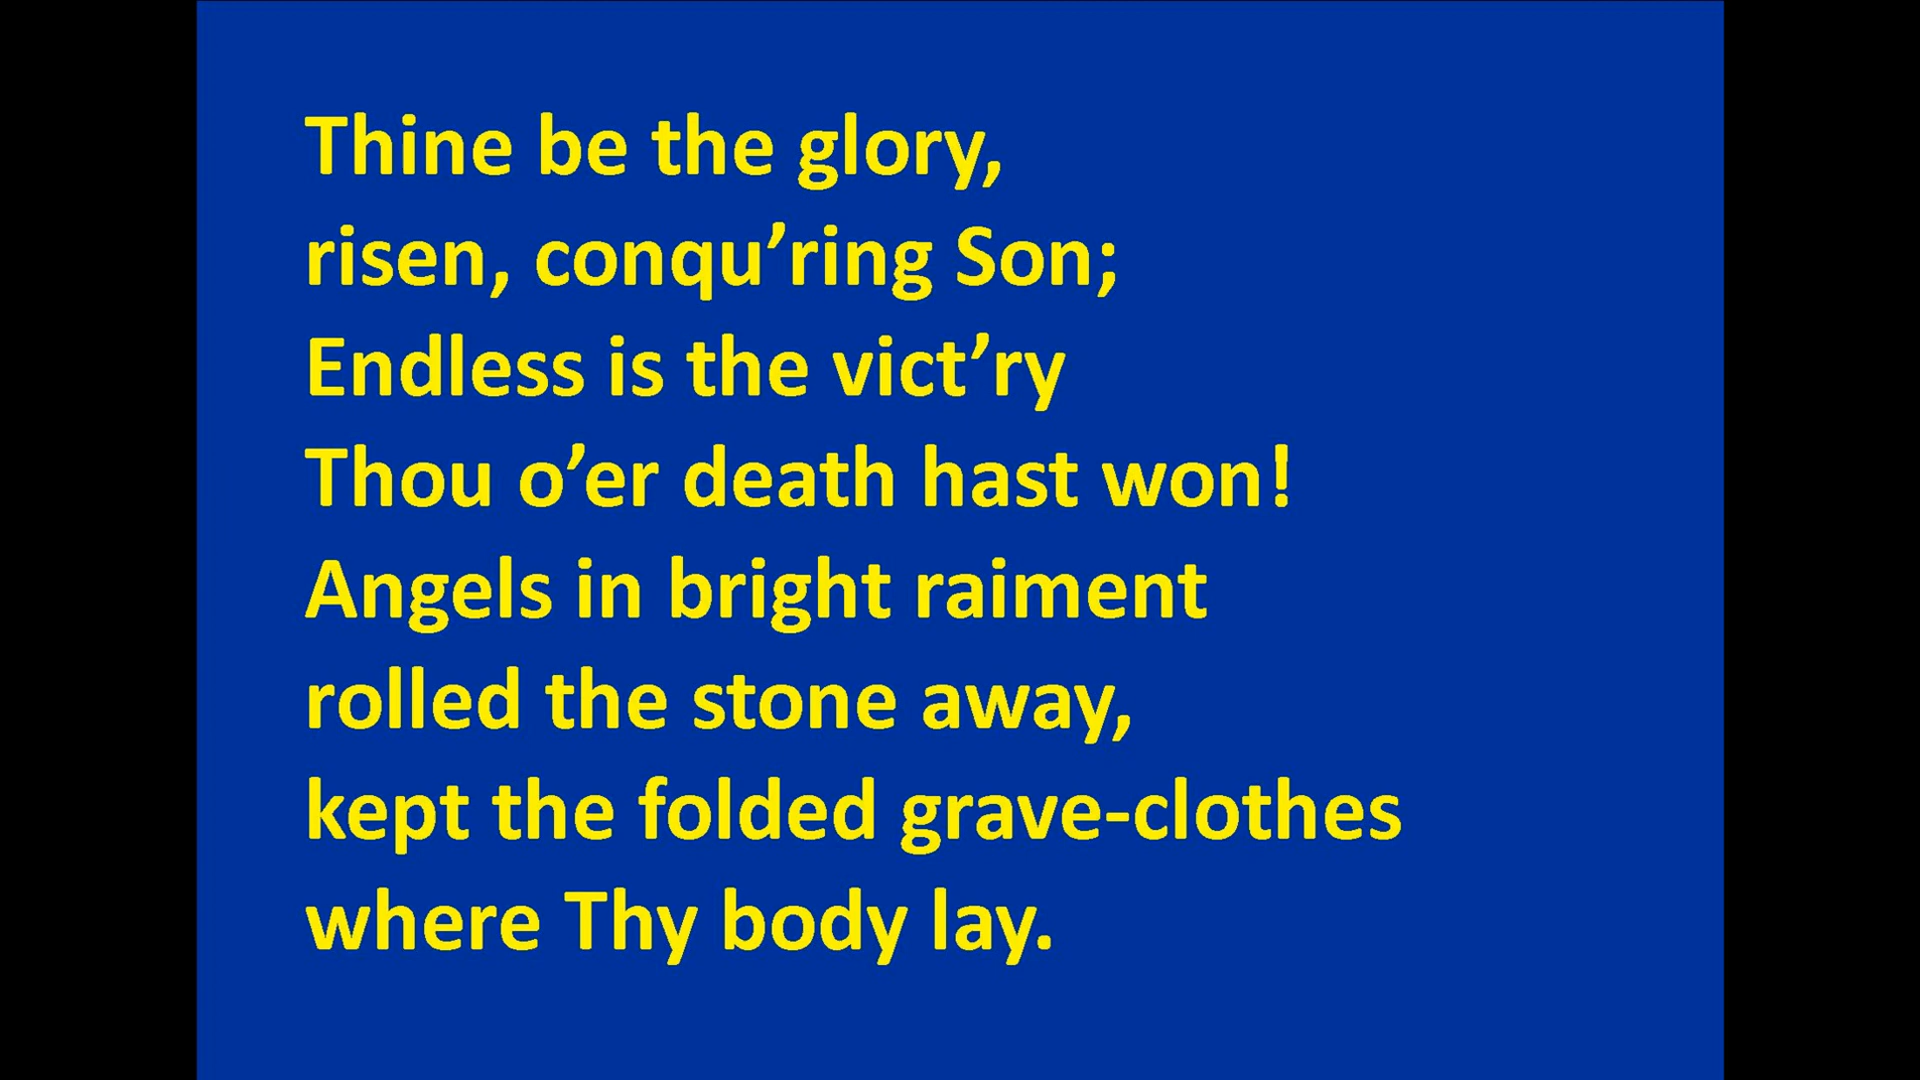 Thine be the glory,
risen, conqu’ring Son;
Endless is the vict’ry
Thou o’er death hast won!
Angels in bright raiment
rolled the stone away,
kept the folded grave-clothes
where Thy body lay.